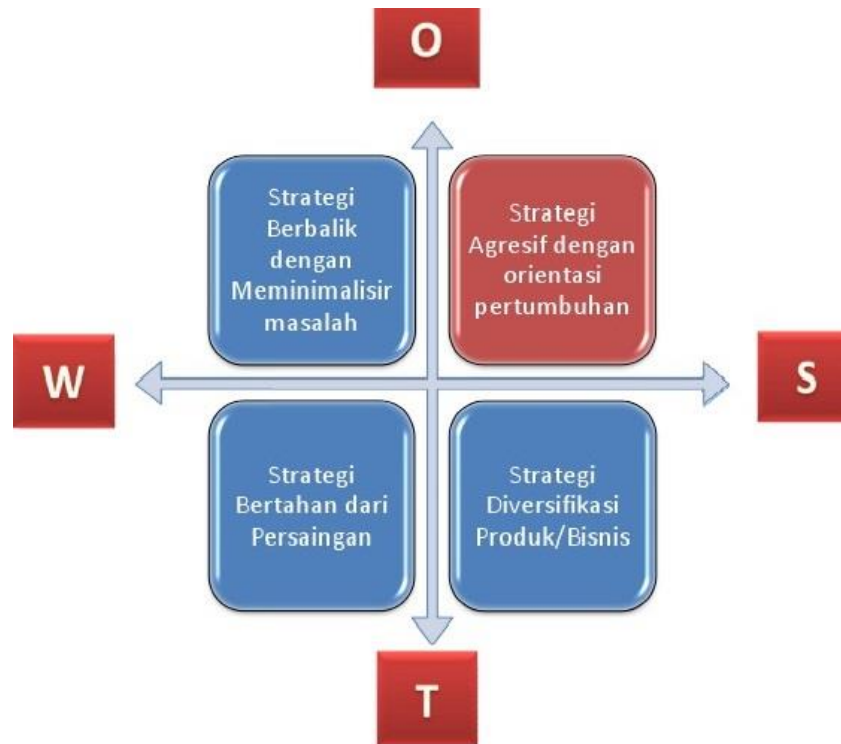 O
Strategi
Berbalik
dengan
Meminimalisir
masalah
Strategi
Agresif dengan
orientasi
pertumbuhan
W
S
Strategi
Bertahan dari
Persaingan
Strategi
Diversifikasi
Produk/Bisnis
T